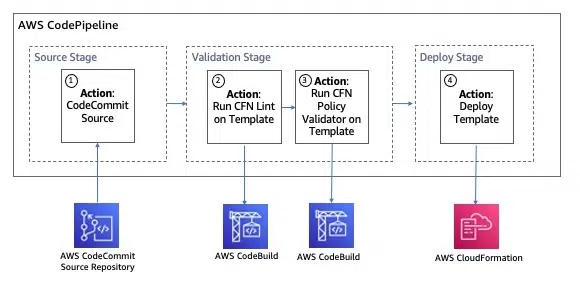 AWS CodePipeline
Source Stage
1
Action:
CodeCommit
Source
Validation Stage
2
Action:
Run CFN Lint
on Template
3
Action:
Run CFN
Policy
Validator on
Template
Deploy Stage
4
Action:
Deploy
Template
AWS CodeCommit
Source Repository
AWS CodeBuild
AWS CodeBuild
AWS CloudFormation